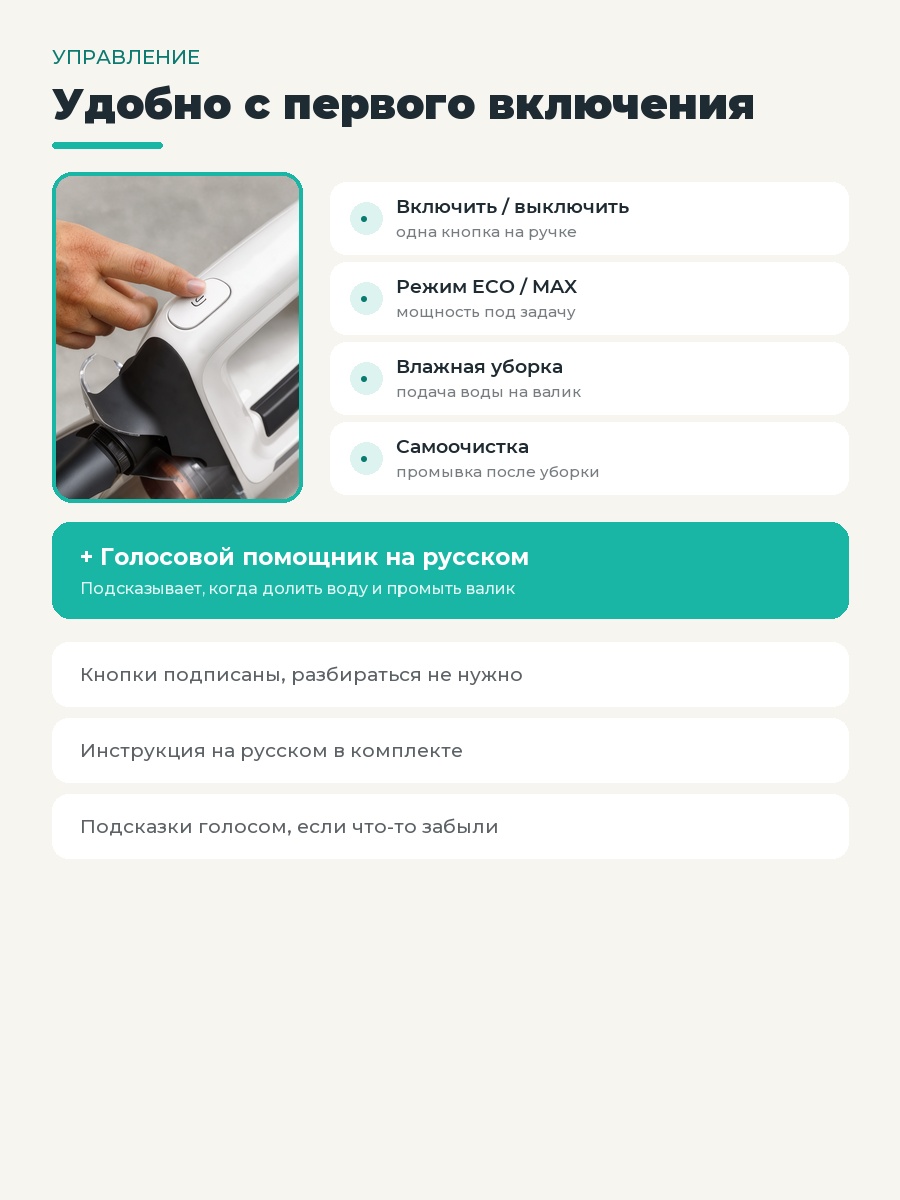 УПРАВЛЕНИЕ
Удобно с первого включения
Включить / выключить
одна кнопка на ручке
Режим ECO / MAX
мощность под задачу
Влажная уборка
подача воды на валик
Самоочистка
промывка после уборки
+ Голосовой помощник на русском
Подсказывает, когда долить воду и промыть валик
Кнопки подписаны, разбираться не нужно
Инструкция на русском в комплекте
Подсказки голосом, если что-то забыли